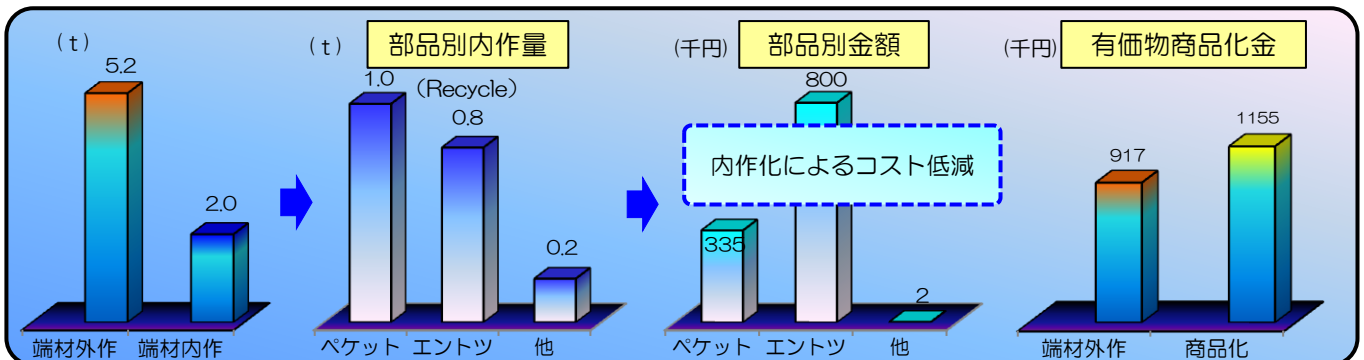 (t)
5.2
2.0
端材外作
端材内作
(t)
部品別内作量
(Recycle)
1.0
0.8
0.2
ペケット
エントツ
他
(千円)
部品別金額
800
内作化によるコスト低減
335
2
ペケット
エントツ
他
(千円)
有価物商品化金
917
1155
端材外作
商品化